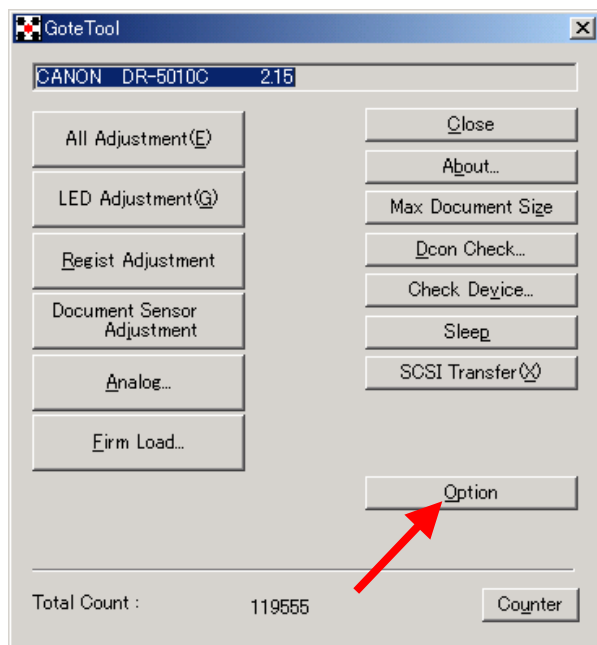 GoteTool
CANON DR-5010C 2.15
All Adjustment(E)
LED Adjustment(G)
Regist Adjustment
Document Sensor
Adjustment
Analog...
Firm Load...
Close
About...
Max Document Size
Dcon Check...
Check Device...
Sleep
SCSI Transfer(X)
Option
Total Count : 119555
Counter